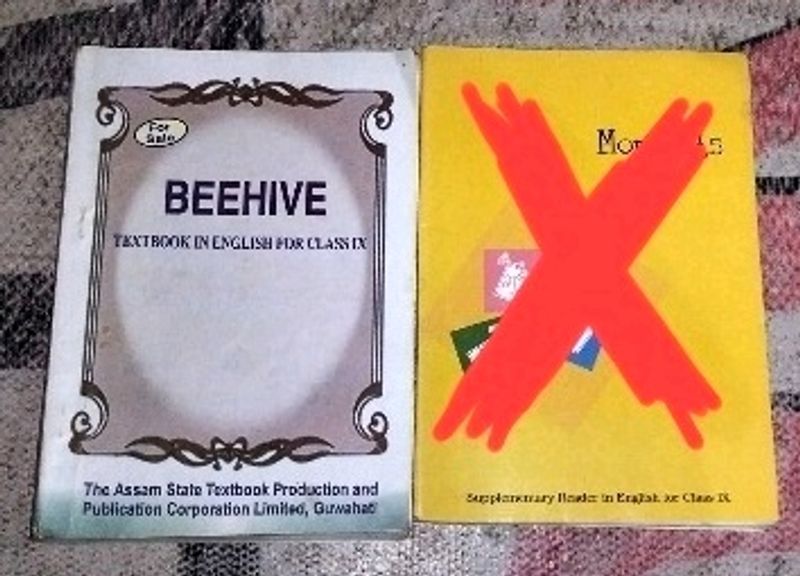 For
Sale
BEEHIVE
TEXTBOOK IN ENGLISH FOR CLASS IX
The Assam State Textbook Production and
Publication Corporation Limited, Guwahati
Supplementary Reader in English for Class IX